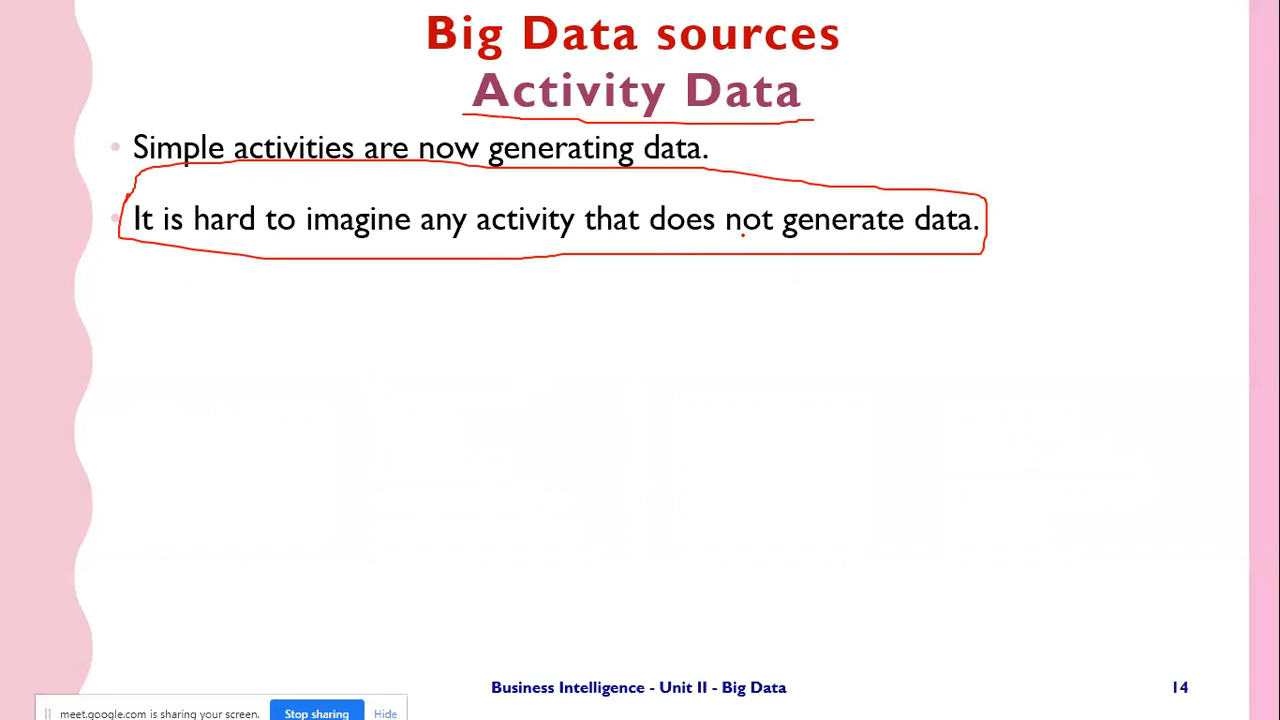 Big Data sources
Activity Data
• Simple activities are now generating data.
• It is hard to imagine any activity that does not generate data.
Business Intelligence - Unit II - Big Data
14
meet.google.com is sharing your screen.
Stop sharing
Hide